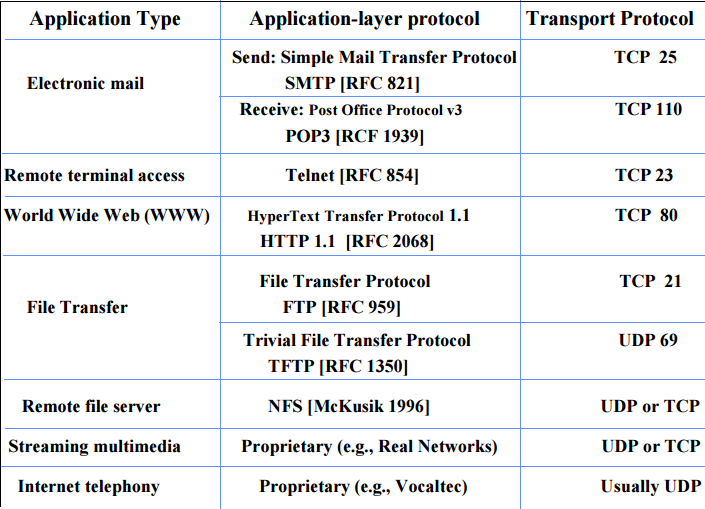 Application Type Application-layer protocol Transport Protocol
Electronic mail
Send: Simple Mail Transfer Protocol
SMTP [RFC 821]
TCP 25
Receive: Post Office Protocol v3
POP3 [RCF 1939]
TCP 110
Remote terminal access Telnet [RFC 854] TCP 23
World Wide Web (WWW)
HyperText Transfer Protocol 1.1
HTTP 1.1 [RFC 2068]
TCP 80
File Transfer
File Transfer Protocol
FTP [RFC 959]
TCP 21
Trivial File Transfer Protocol
TFTP [RFC 1350]
UDP 69
Remote file server NFS [McKusik 1996] UDP or TCP
Streaming multimedia Proprietary (e.g., Real Networks) UDP or TCP
Internet telephony Proprietary (e.g., Vocaltec) Usually UDP